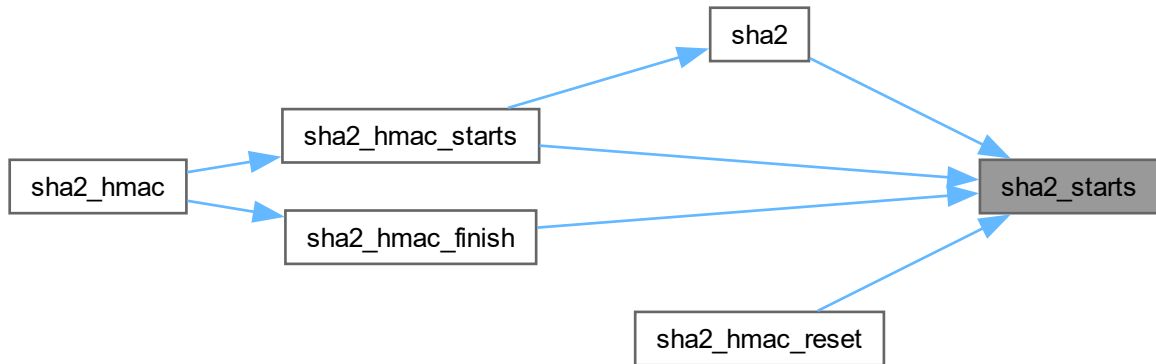 sha2
sha2_hmac_starts
sha2_hmac
sha2_starts
sha2_hmac_finish
sha2_hmac_reset